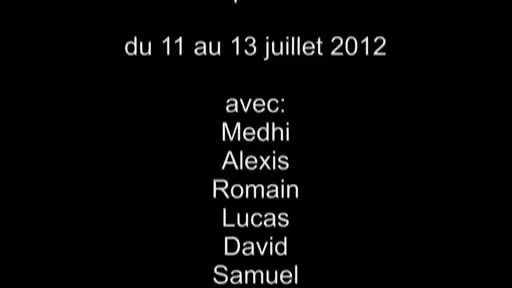 du 11 au 13 juillet 2012
avec:
Medhi
Alexis
Romain
Lucas
David
Samuel